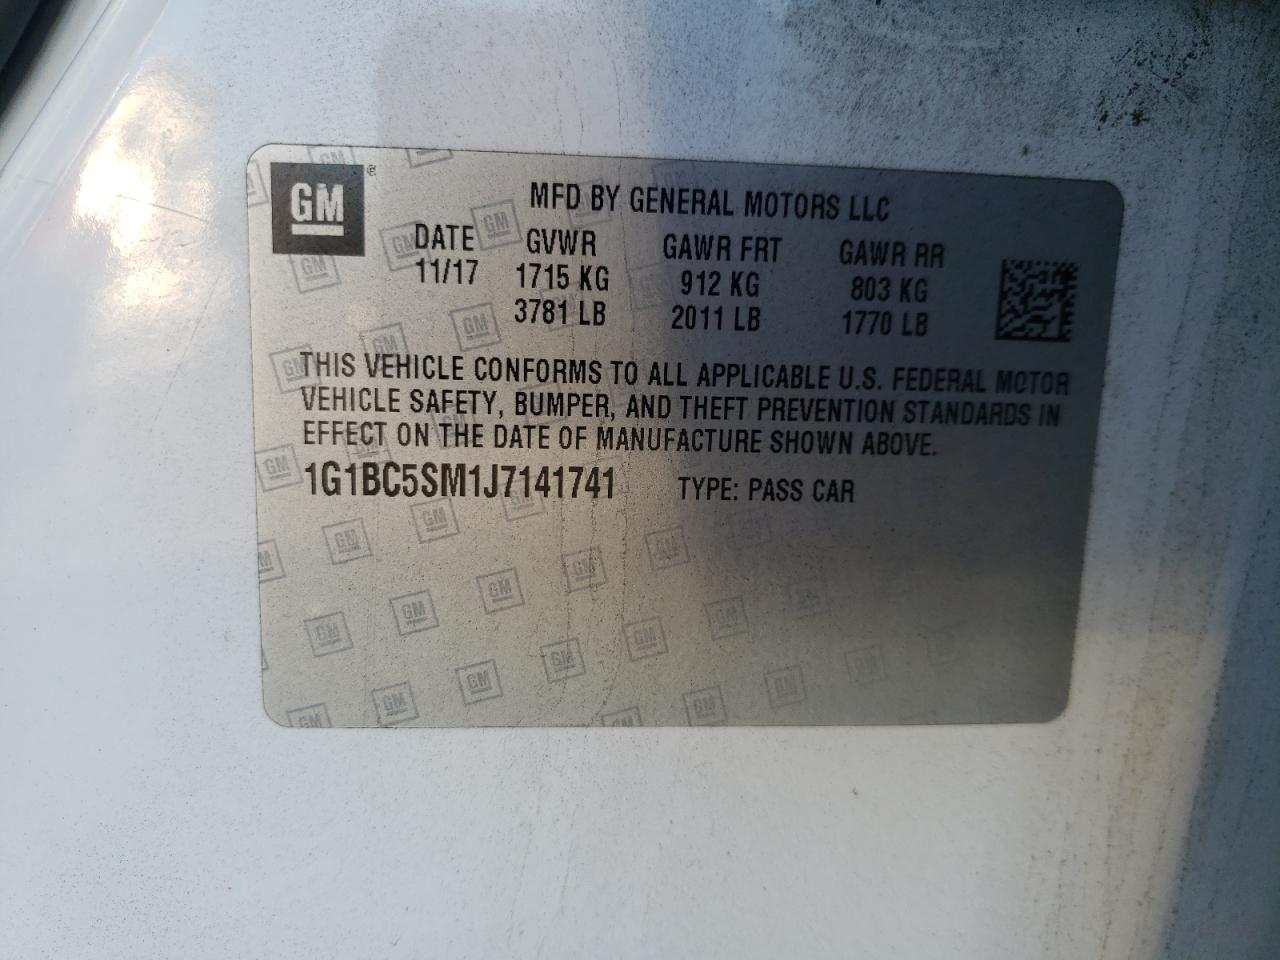 GM ®
MFD BY GENERAL MOTORS LLC
DATE GVWR GAWR FRT GAWR RR
11/17 1715 KG 912 KG 803 KG
3781 LB 2011 LB 1770 LB
THIS VEHICLE CONFORMS TO ALL APPLICABLE U.S. FEDERAL MOTOR
VEHICLE SAFETY, BUMPER, AND THEFT PREVENTION STANDARDS IN
EFFECT ON THE DATE OF MANUFACTURE SHOWN ABOVE.
1G1BC5SM1J7141741 TYPE: PASS CAR